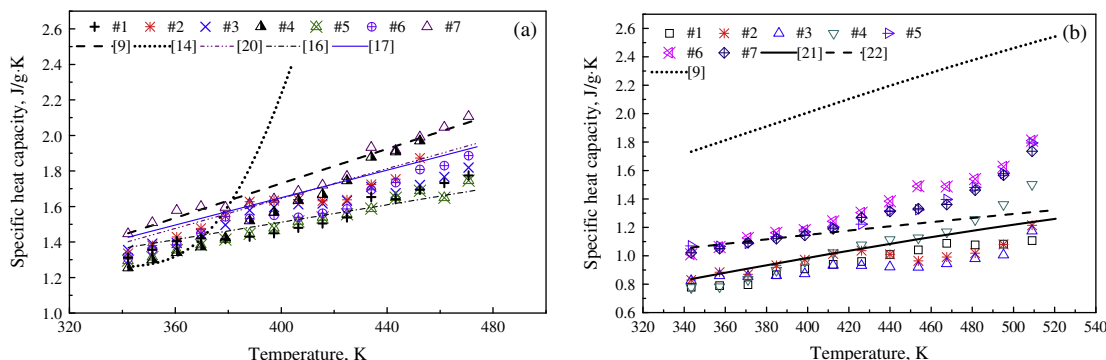 #1 #2 #3 #4 #5 #6 #7 (a)
[9] [14] [20] [16] [17]
Specific heat capacity, J/g·K
2.6
2.4
2.2
2.0
1.8
1.6
1.4
1.2
1.0
320 360 400 440 480
Temperature, K
#1 #2 #3 #4 #5 (b)
#6 #7 [21] [22]
[9]
Specific heat capacity, J/g·K
2.6
2.4
2.2
2.0
1.8
1.6
1.4
1.2
1.0
0.8
0.6
320 340 360 380 400 420 440 460 480 500 520 540
Temperature, K